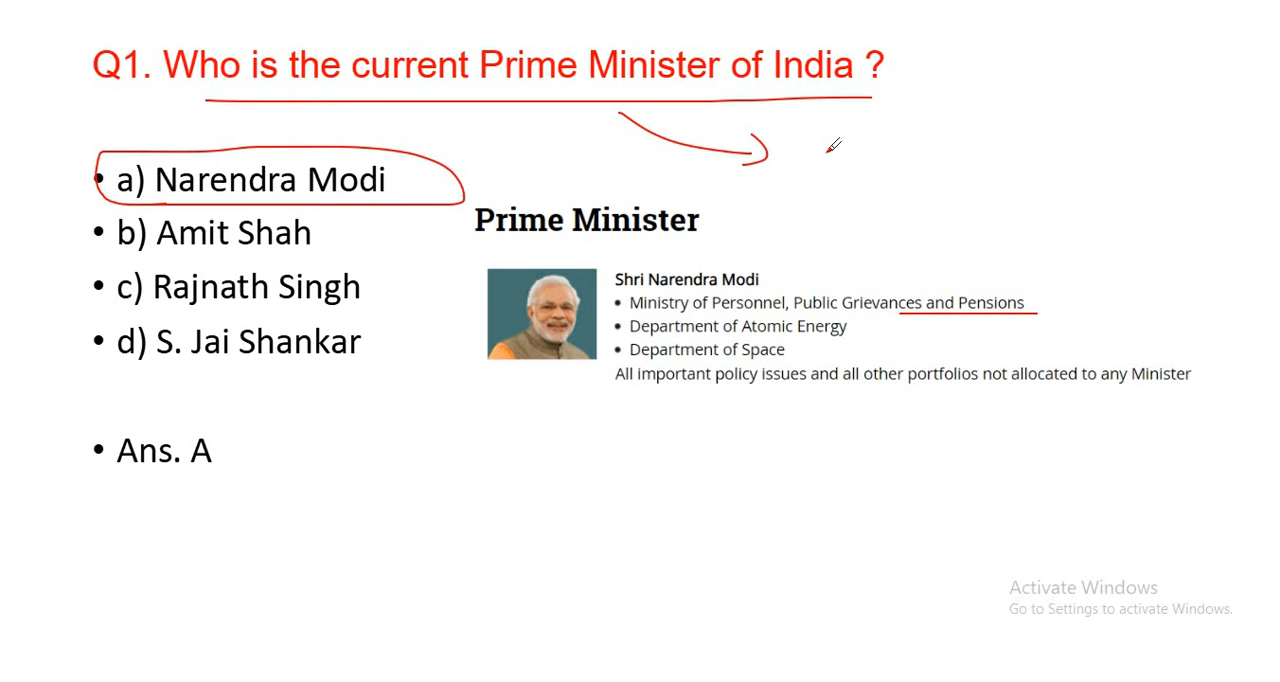 Q1. Who is the current Prime Minister of India ?
• a) Narendra Modi
• b) Amit Shah
• c) Rajnath Singh
• d) S. Jai Shankar
• Ans. A
Prime Minister
Shri Narendra Modi
• Ministry of Personnel, Public Grievances and Pensions
• Department of Atomic Energy
• Department of Space
All important policy issues and all other portfolios not allocated to any Minister
Activate Windows
Go to Settings to activate Windows.